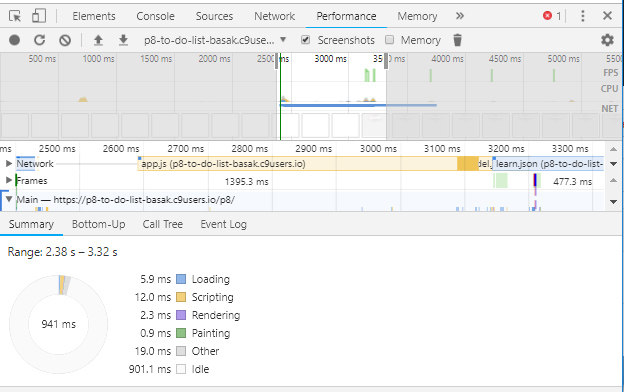 Elements Console Sources Network Performance Memory » 1
p8-to-do-list-basak.c9use... Screenshots Memory
500 ms 1000 ms 1500 ms 2000 ms 3000 ms 35 4000 ms 4500 ms 5000 ms 5500
FPS
CPU
NET
ms 2500 ms 2600 ms 2700 ms 2800 ms 2900 ms 3000 ms 3100 ms 3200 ms 3300 ms
Network app.js (p8-to-do-list-basak.c9users.io) del. learn.json (p8-to-do-list-
Frames 1395.3 ms 477.3 ms
Main — https://p8-to-do-list-basak.c9users.io/p8/
Summary Bottom-Up Call Tree Event Log
Range: 2.38 s – 3.32 s
5.9 ms Loading
12.0 ms Scripting
2.3 ms Rendering
941 ms
0.9 ms Painting
19.0 ms Other
901.1 ms Idle